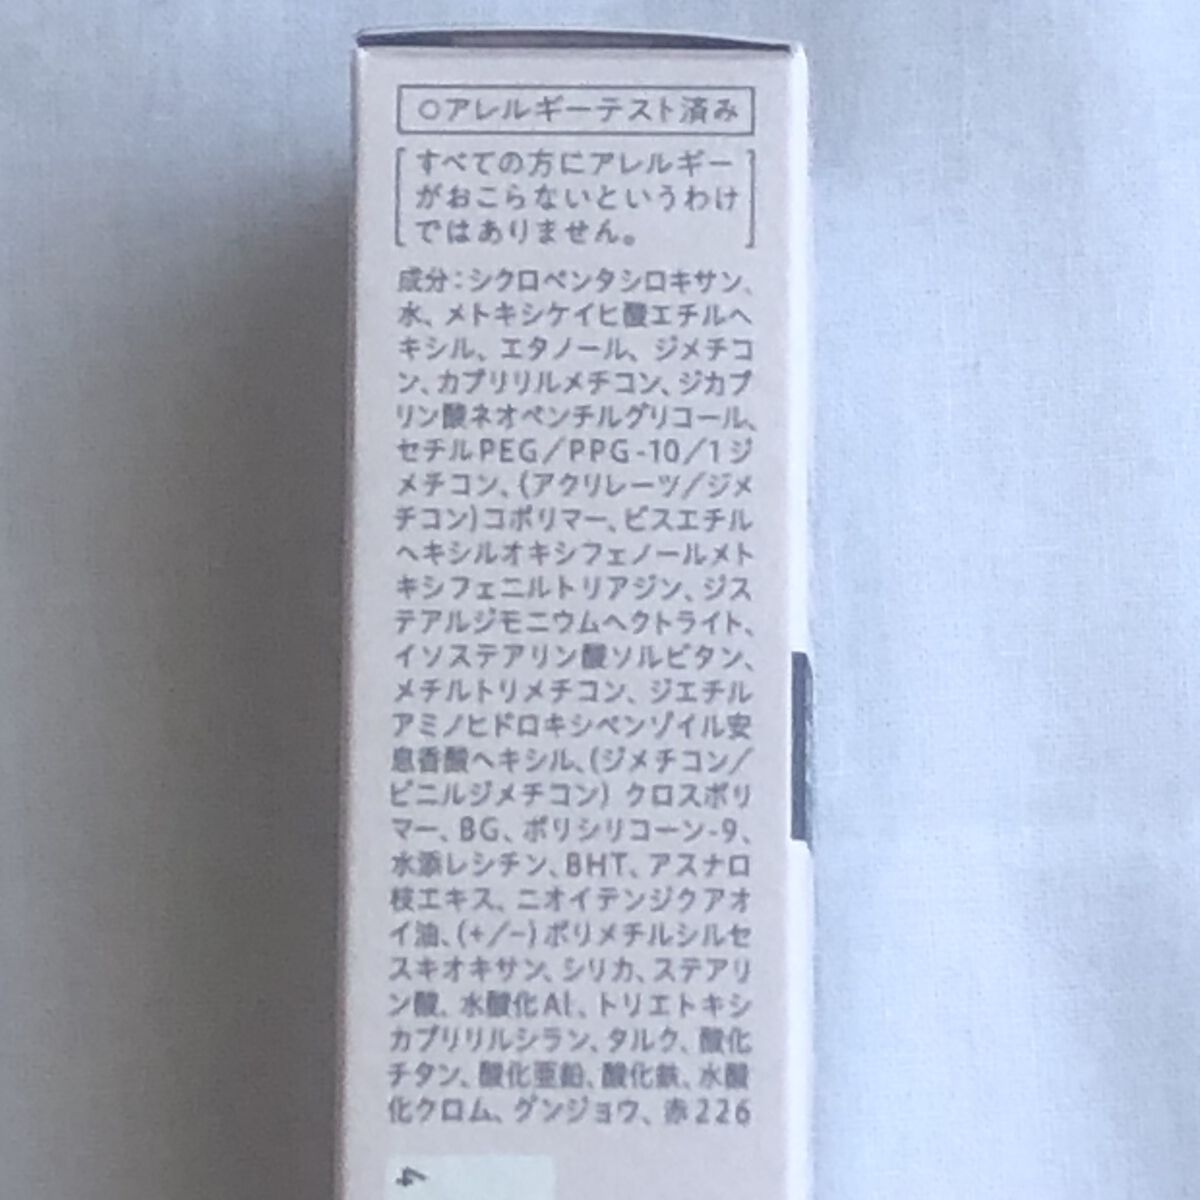 ○アレルギーテスト済み
すべての方にアレルギー
がおこらないというわけ
ではありません。
成分：シクロペンタシロキサン、
水、メトキシケイヒ酸エチルヘ
キシル、エタノール、ジメチコ
ン、カプリリルメチコン、ジカプ
リン酸ネオペンチルグリコール、
セチルPEG/PPG-10/1ジ
メチコン、(アクリレーツ/ジメ
チコン)コポリマー、ビスエチル
ヘキシルオキシフェノールメト
キシフェニルトリアジン、ジス
テアルジモニウムヘクトライト、
イソステアリン酸ソルビタン、
メチルトリメチコン、ジエチル
アミノヒドロキシベンゾイル安
息香酸ヘキシル、(ジメチコン/
ビニルジメチコン)クロスポリ
マー、BG、ポリシリコーン-9、
水添レシチン、BHT、アスナロ
枝エキス、ニオイテンジクアオ
イ油、(+/-)ポリメチルシルセ
スキオキサン、シリカ、ステアリ
ン酸、水酸化Al、トリエトキシ
カプリリルシラン、タルク、酸化
チタン、酸化亜鉛、酸化鉄、水酸
化クロム、グンジョウ、赤226
4